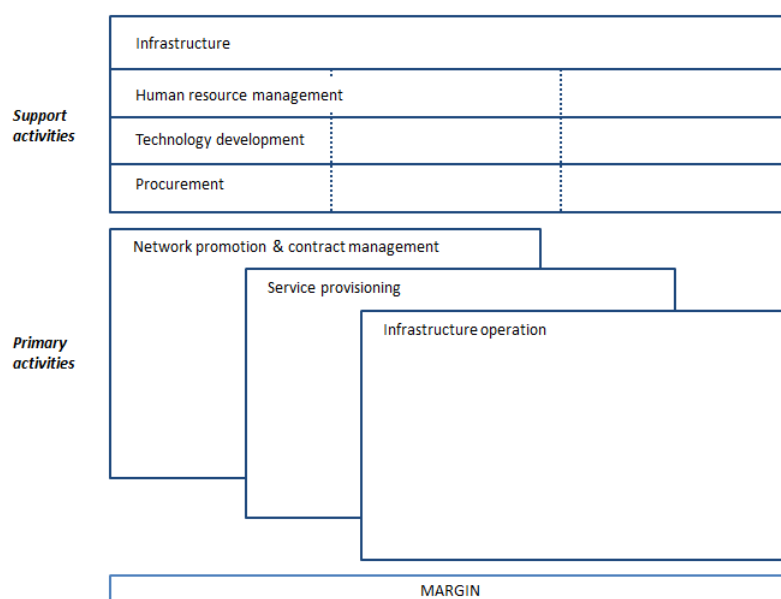 Infrastructure
Support
activities
Human resource management
Technology development
Procurement
Network promotion & contract management
Service provisioning
Infrastructure operation
Primary
activities
MARGIN